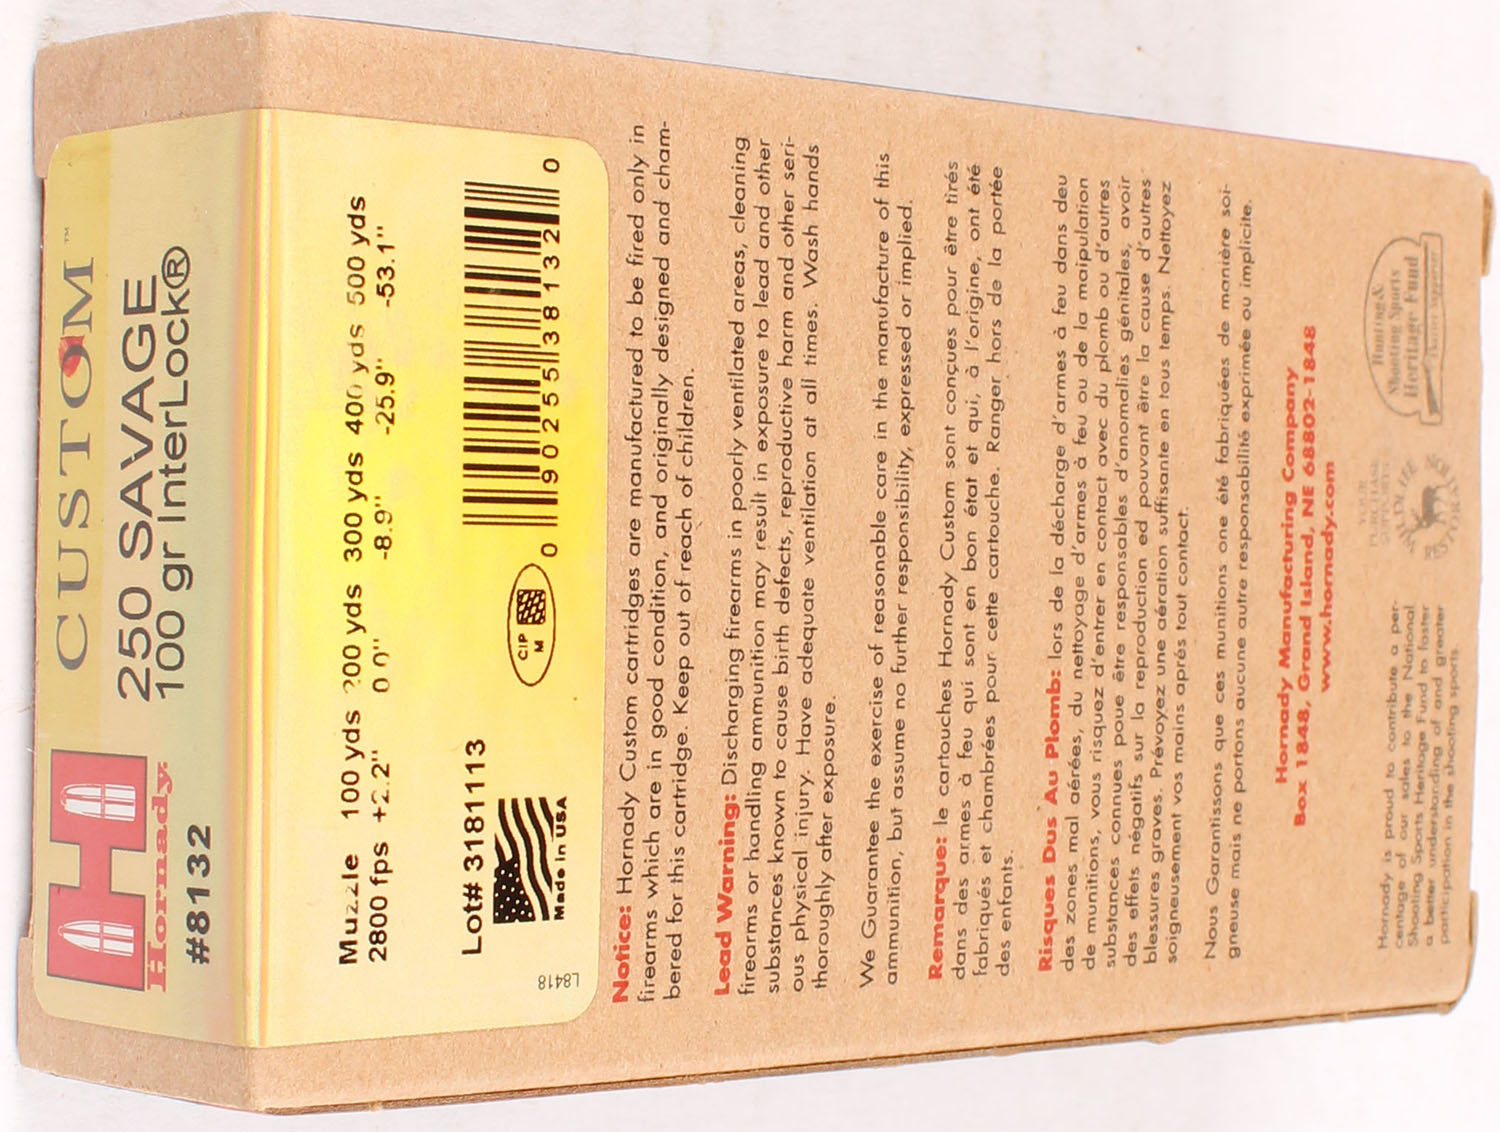 CUSTOM™
250 SAVAGE
100 gr InterLock®
Hornady®
#8132
Muzzle 100 yds 200 yds 300 yds 400 yds 500 yds
2800 fps +2.2" 0 0" -8.9" -25.9" -53.1"
Lot# 3181113
CIP
M
0 90255 38132 0
Made in USA
L8418
Notice: Hornady Custom cartridges are manufactured to be fired only in
firearms which are in good condition, and originally designed and cham-
bered for this cartridge. Keep out of reach of children.
Lead Warning: Discharging firearms in poorly ventilated areas, cleaning
firearms or handling ammunition may result in exposure to lead and other
substances known to cause birth defects, reproductive harm and other seri-
ous physical injury. Have adequate ventilation at all times. Wash hands
thoroughly after exposure.
We Guarantee the exercise of reasonable care in the manufacture of this
ammunition, but assume no further responsibility, expressed or implied.
Remarque: le cartouches Hornady Custom sont conçues pour être tirés
dans des armes à feu qui sont en bon état et qui, à l'origine, ont été
fabriqués et chambrées pour cette cartouche. Ranger hors de la portée
des enfants.
Risques Dus Au Plomb: lors de la décharge d'armes à feu dans deu
des zones mal aérées, du nettoyage d'armes à feu ou de la maipulation
de munitions, vous risquez d'entrer en contact avec du plomb ou d'autres
substances connues poue être responsables d'anomalies génitales, avoir
des effets négatifs sur la reproduction ed pouvant être la cause d'autres
blessures graves. Prévoyez une aération suffisante en tous temps. Nettoyez
soigneusement vos mains aprés tout contact.
Nous Garantissons que ces munitions one été fabriquées de manière soi-
gneuse mais ne portons aucune autre responsabilité exprimée ou implicite.
Hornady Manufacturing Company
Box 1848, Grand Island, NE 68802-1848
www.hornady.com
Hornady is proud to contribute a per-
centage of our sales to the National
Shooting Sports Heritage Fund to foster
a better understanding of and greater
participation in the shooting sports.
YOUR
PURCHASE
SUPPORTS
WILDLIFE
Hunting &
Shooting Sports
Heritage Fund